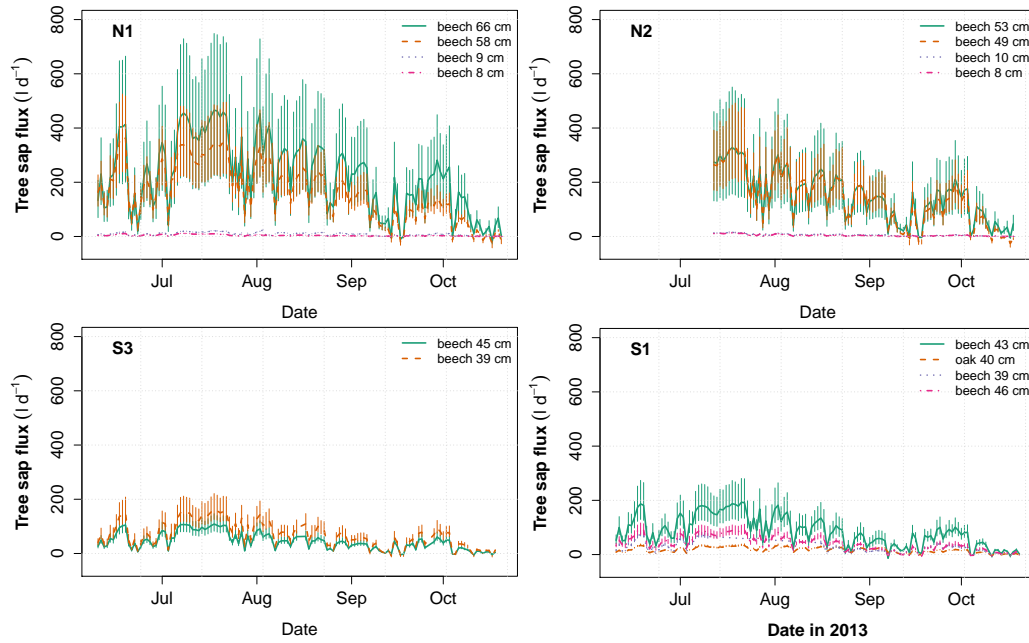 N1
beech 66 cm
beech 58 cm
beech 9 cm
beech 8 cm
Tree sap flux ( l d⁻¹)
800
600
400
200
0
Jul Aug Sep Oct
Date
N2
beech 53 cm
beech 49 cm
beech 10 cm
beech 8 cm
Tree sap flux ( l d⁻¹)
800
600
400
200
0
Jul Aug Sep Oct
Date
S3
beech 45 cm
beech 39 cm
Tree sap flux ( l d⁻¹)
800
600
400
200
0
Jul Aug Sep Oct
Date
S1
beech 43 cm
oak 40 cm
beech 39 cm
beech 46 cm
Tree sap flux ( l d⁻¹)
800
600
400
200
0
Jul Aug Sep Oct
Date in 2013